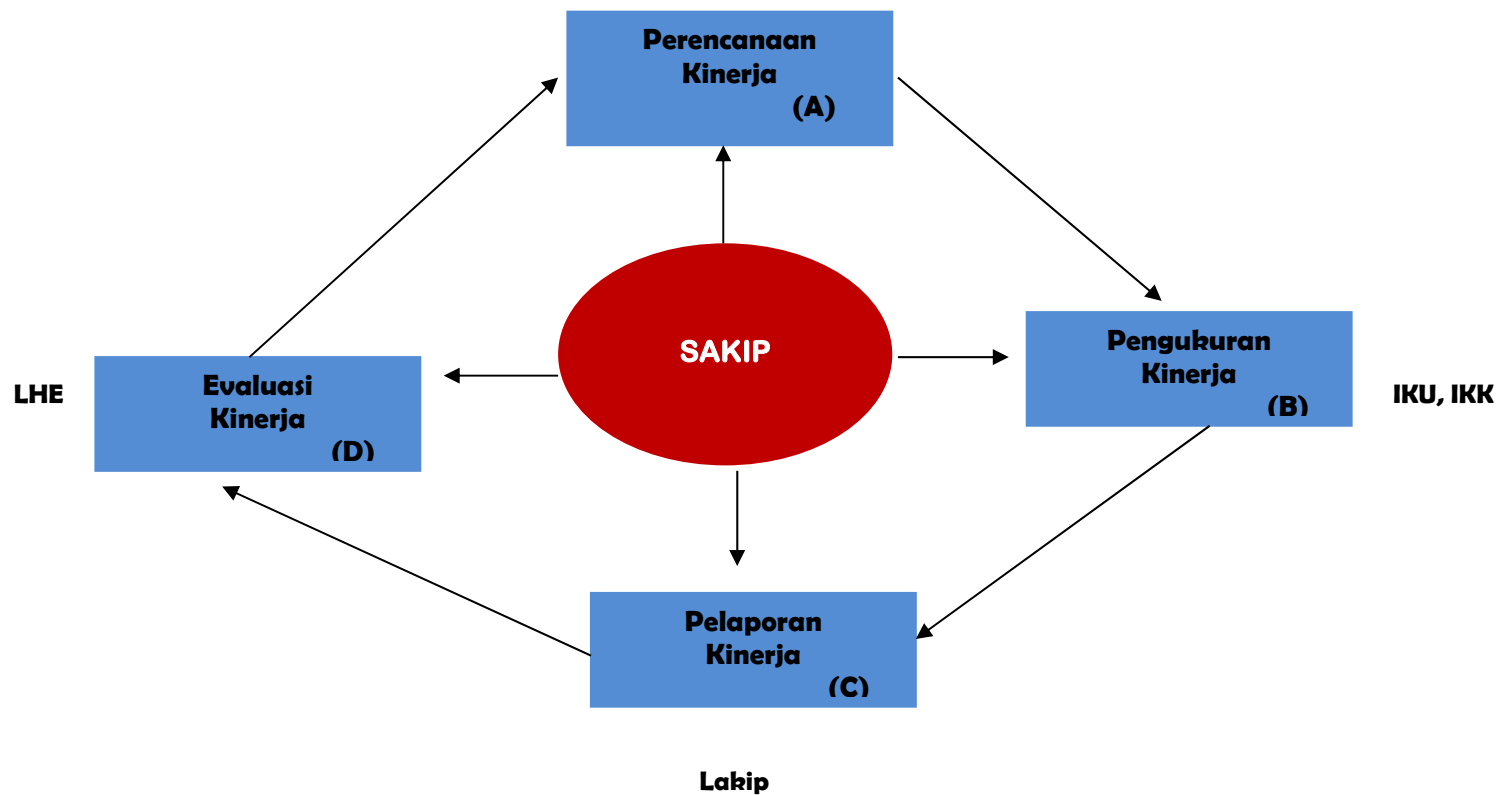 Perencanaan
Kinerja
(A)
SAKIP
Pengukuran
Kinerja
(B)
IKU, IKK
LHE
Evaluasi
Kinerja
(D)
Pelaporan
Kinerja
(C)
Lakip